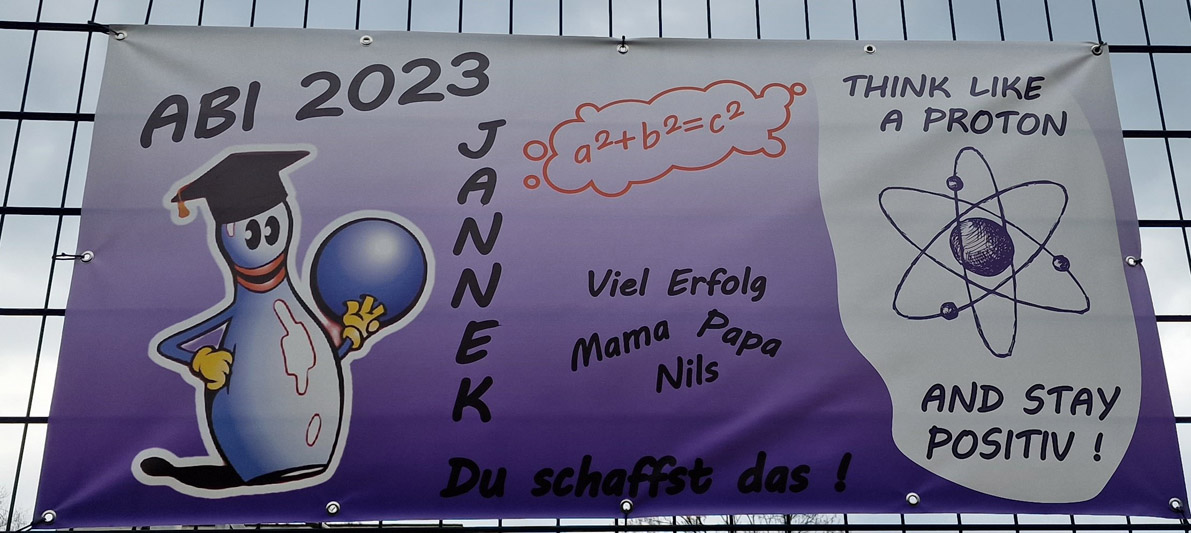 ABI 2023
JANNEK
a²+b²=c²
Viel Erfolg
Mama Papa
Nils
Du schaffst das !
THINK LIKE
A PROTON
AND STAY
POSITIV !